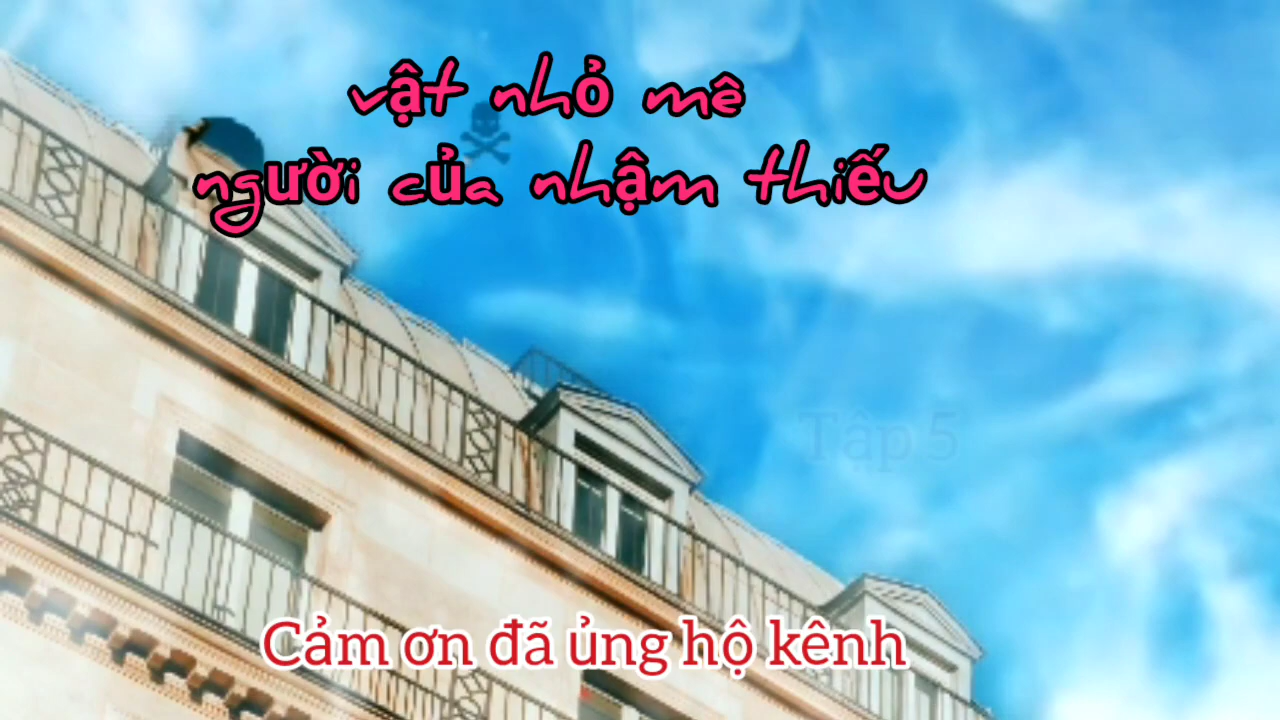 vật nhỏ mê
người của nhậm thiếu
Tập 5
Cảm ơn đã ủng hộ kênh